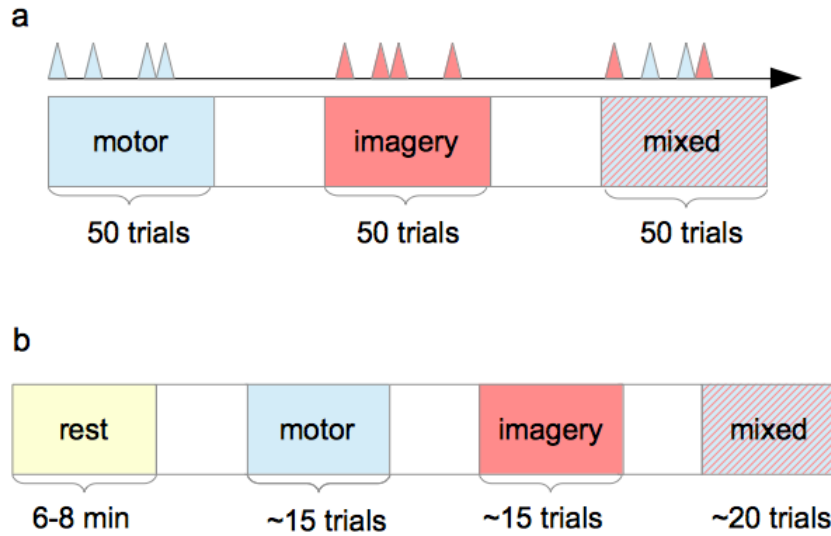 a
motor imagery mixed
50 trials 50 trials 50 trials
b
rest motor imagery mixed
6-8 min ~15 trials ~15 trials ~20 trials